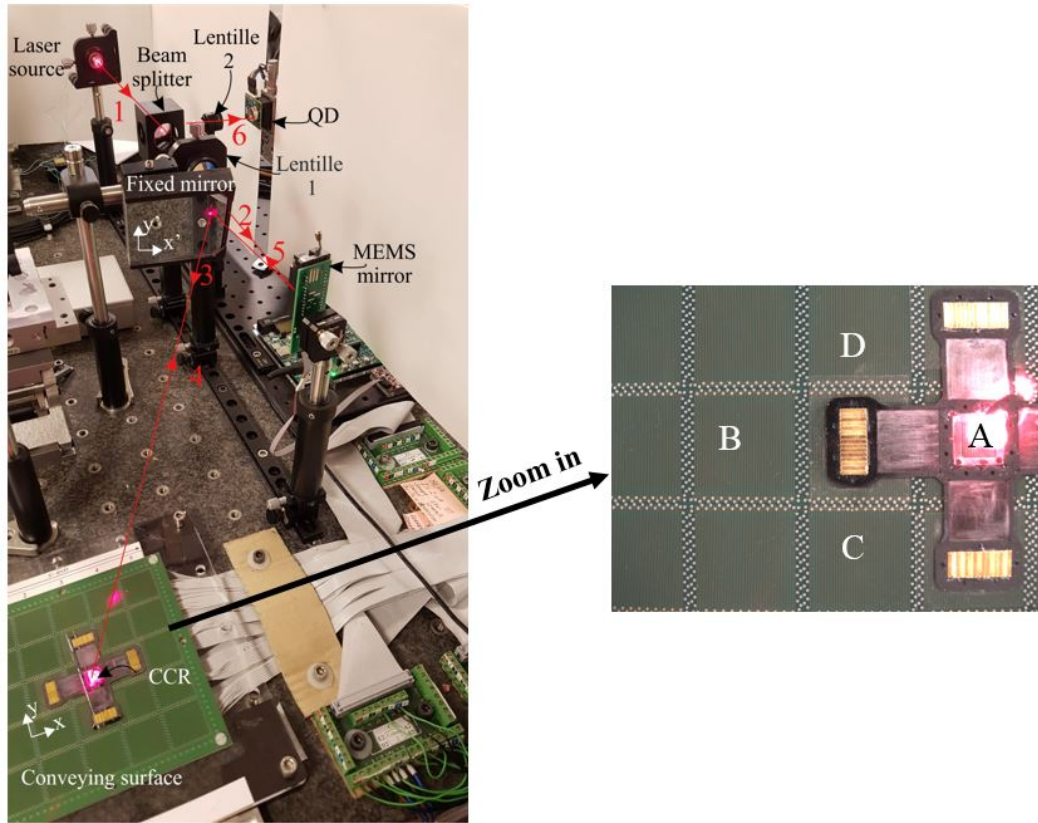 Laser
source
Beam
splitter
Lentille
2
1
6
QD
Lentille
1
Fixed mirror
y'
x'
2
5
MEMS
mirror
3
4
Zoom in
D
B
A
C
CCR
y
x
Conveying surface